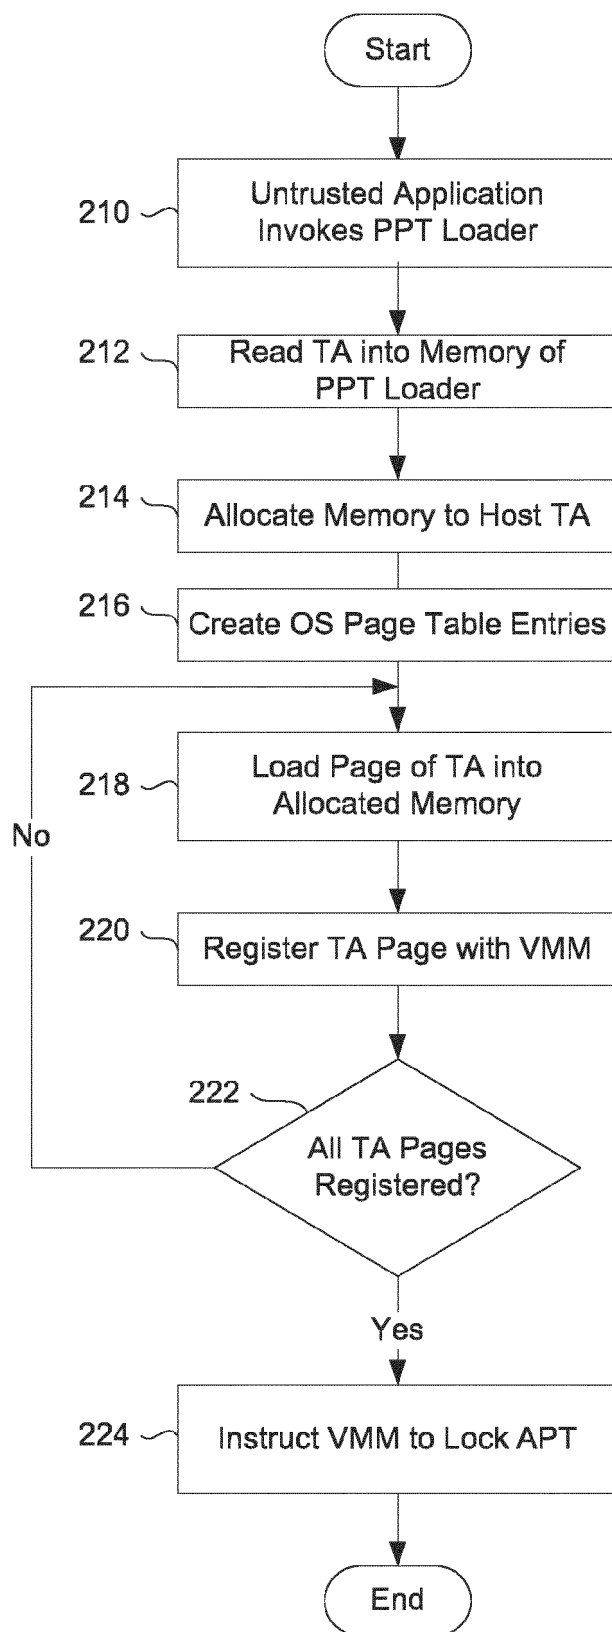 Start
210
Untrusted Application
Invokes PPT Loader
212
Read TA into Memory of
PPT Loader
214
Allocate Memory to Host TA
216
Create OS Page Table Entries
218
Load Page of TA into
Allocated Memory
No
220
Register TA Page with VMM
222
All TA Pages
Registered?
Yes
224
Instruct VMM to Lock APT
End